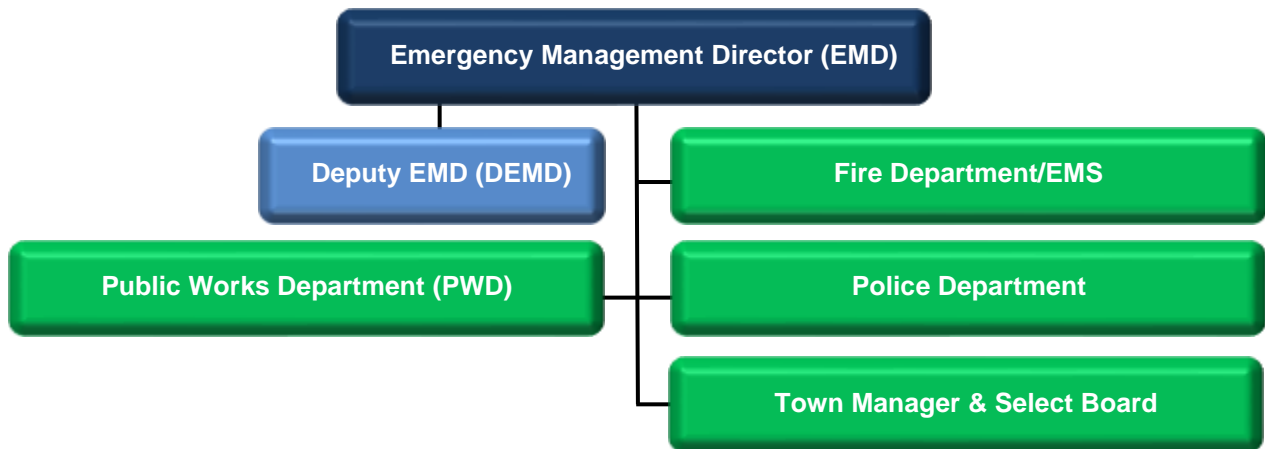 Emergency Management Director (EMD)
Deputy EMD (DEMD)
Fire Department/EMS
Public Works Department (PWD)
Police Department
Town Manager & Select Board